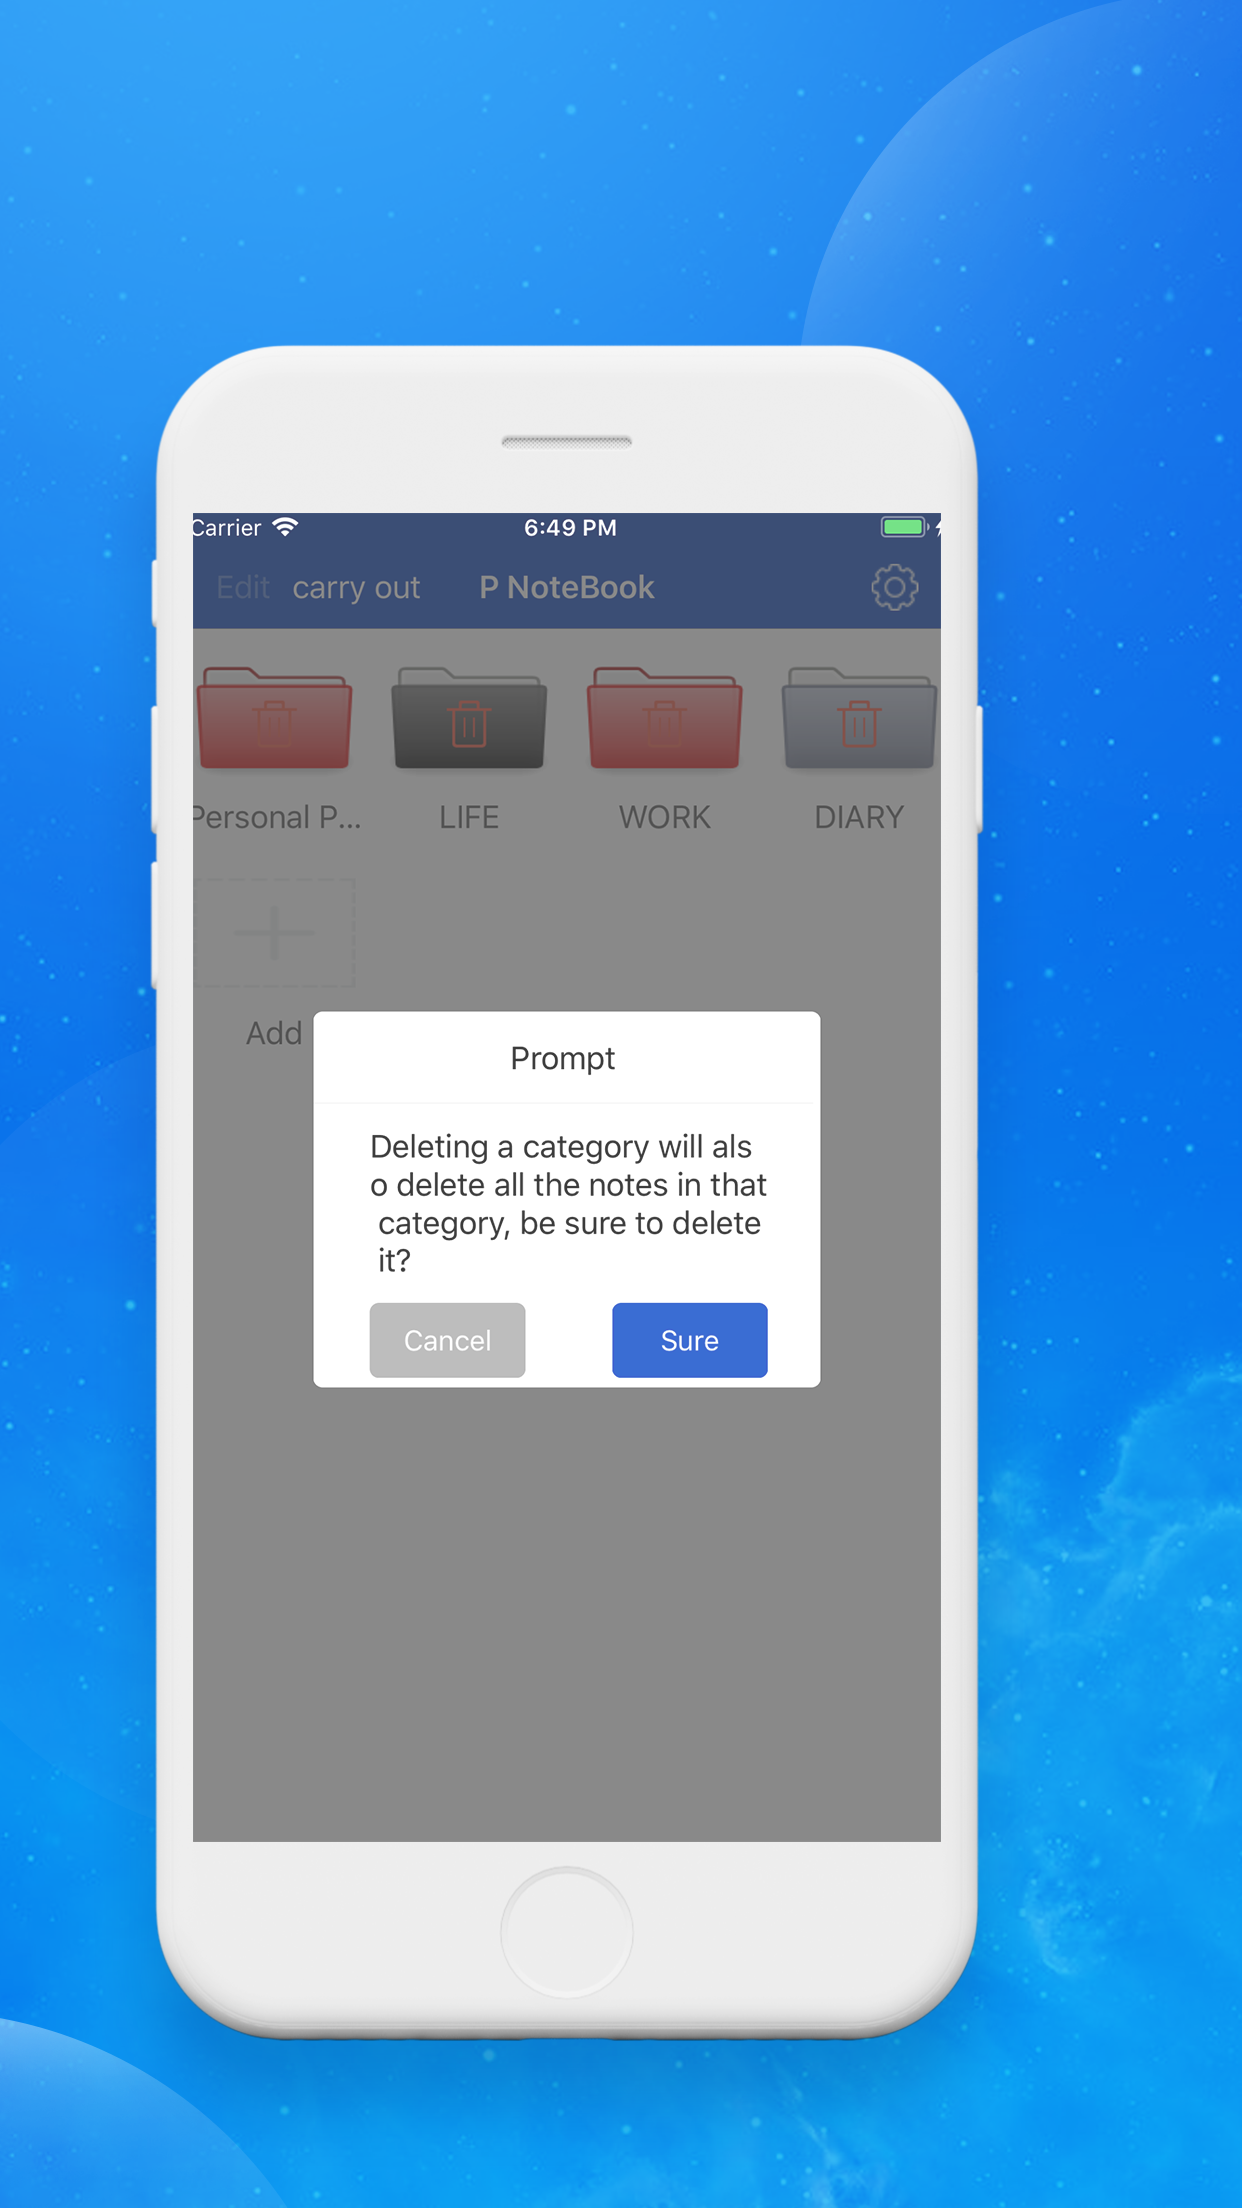 Carrier 6:49 PM
Edit carry out P NoteBook
Personal P... LIFE WORK DIARY
Add
Prompt
Deleting a category will als
o delete all the notes in that
category, be sure to delete
it?
Cancel Sure